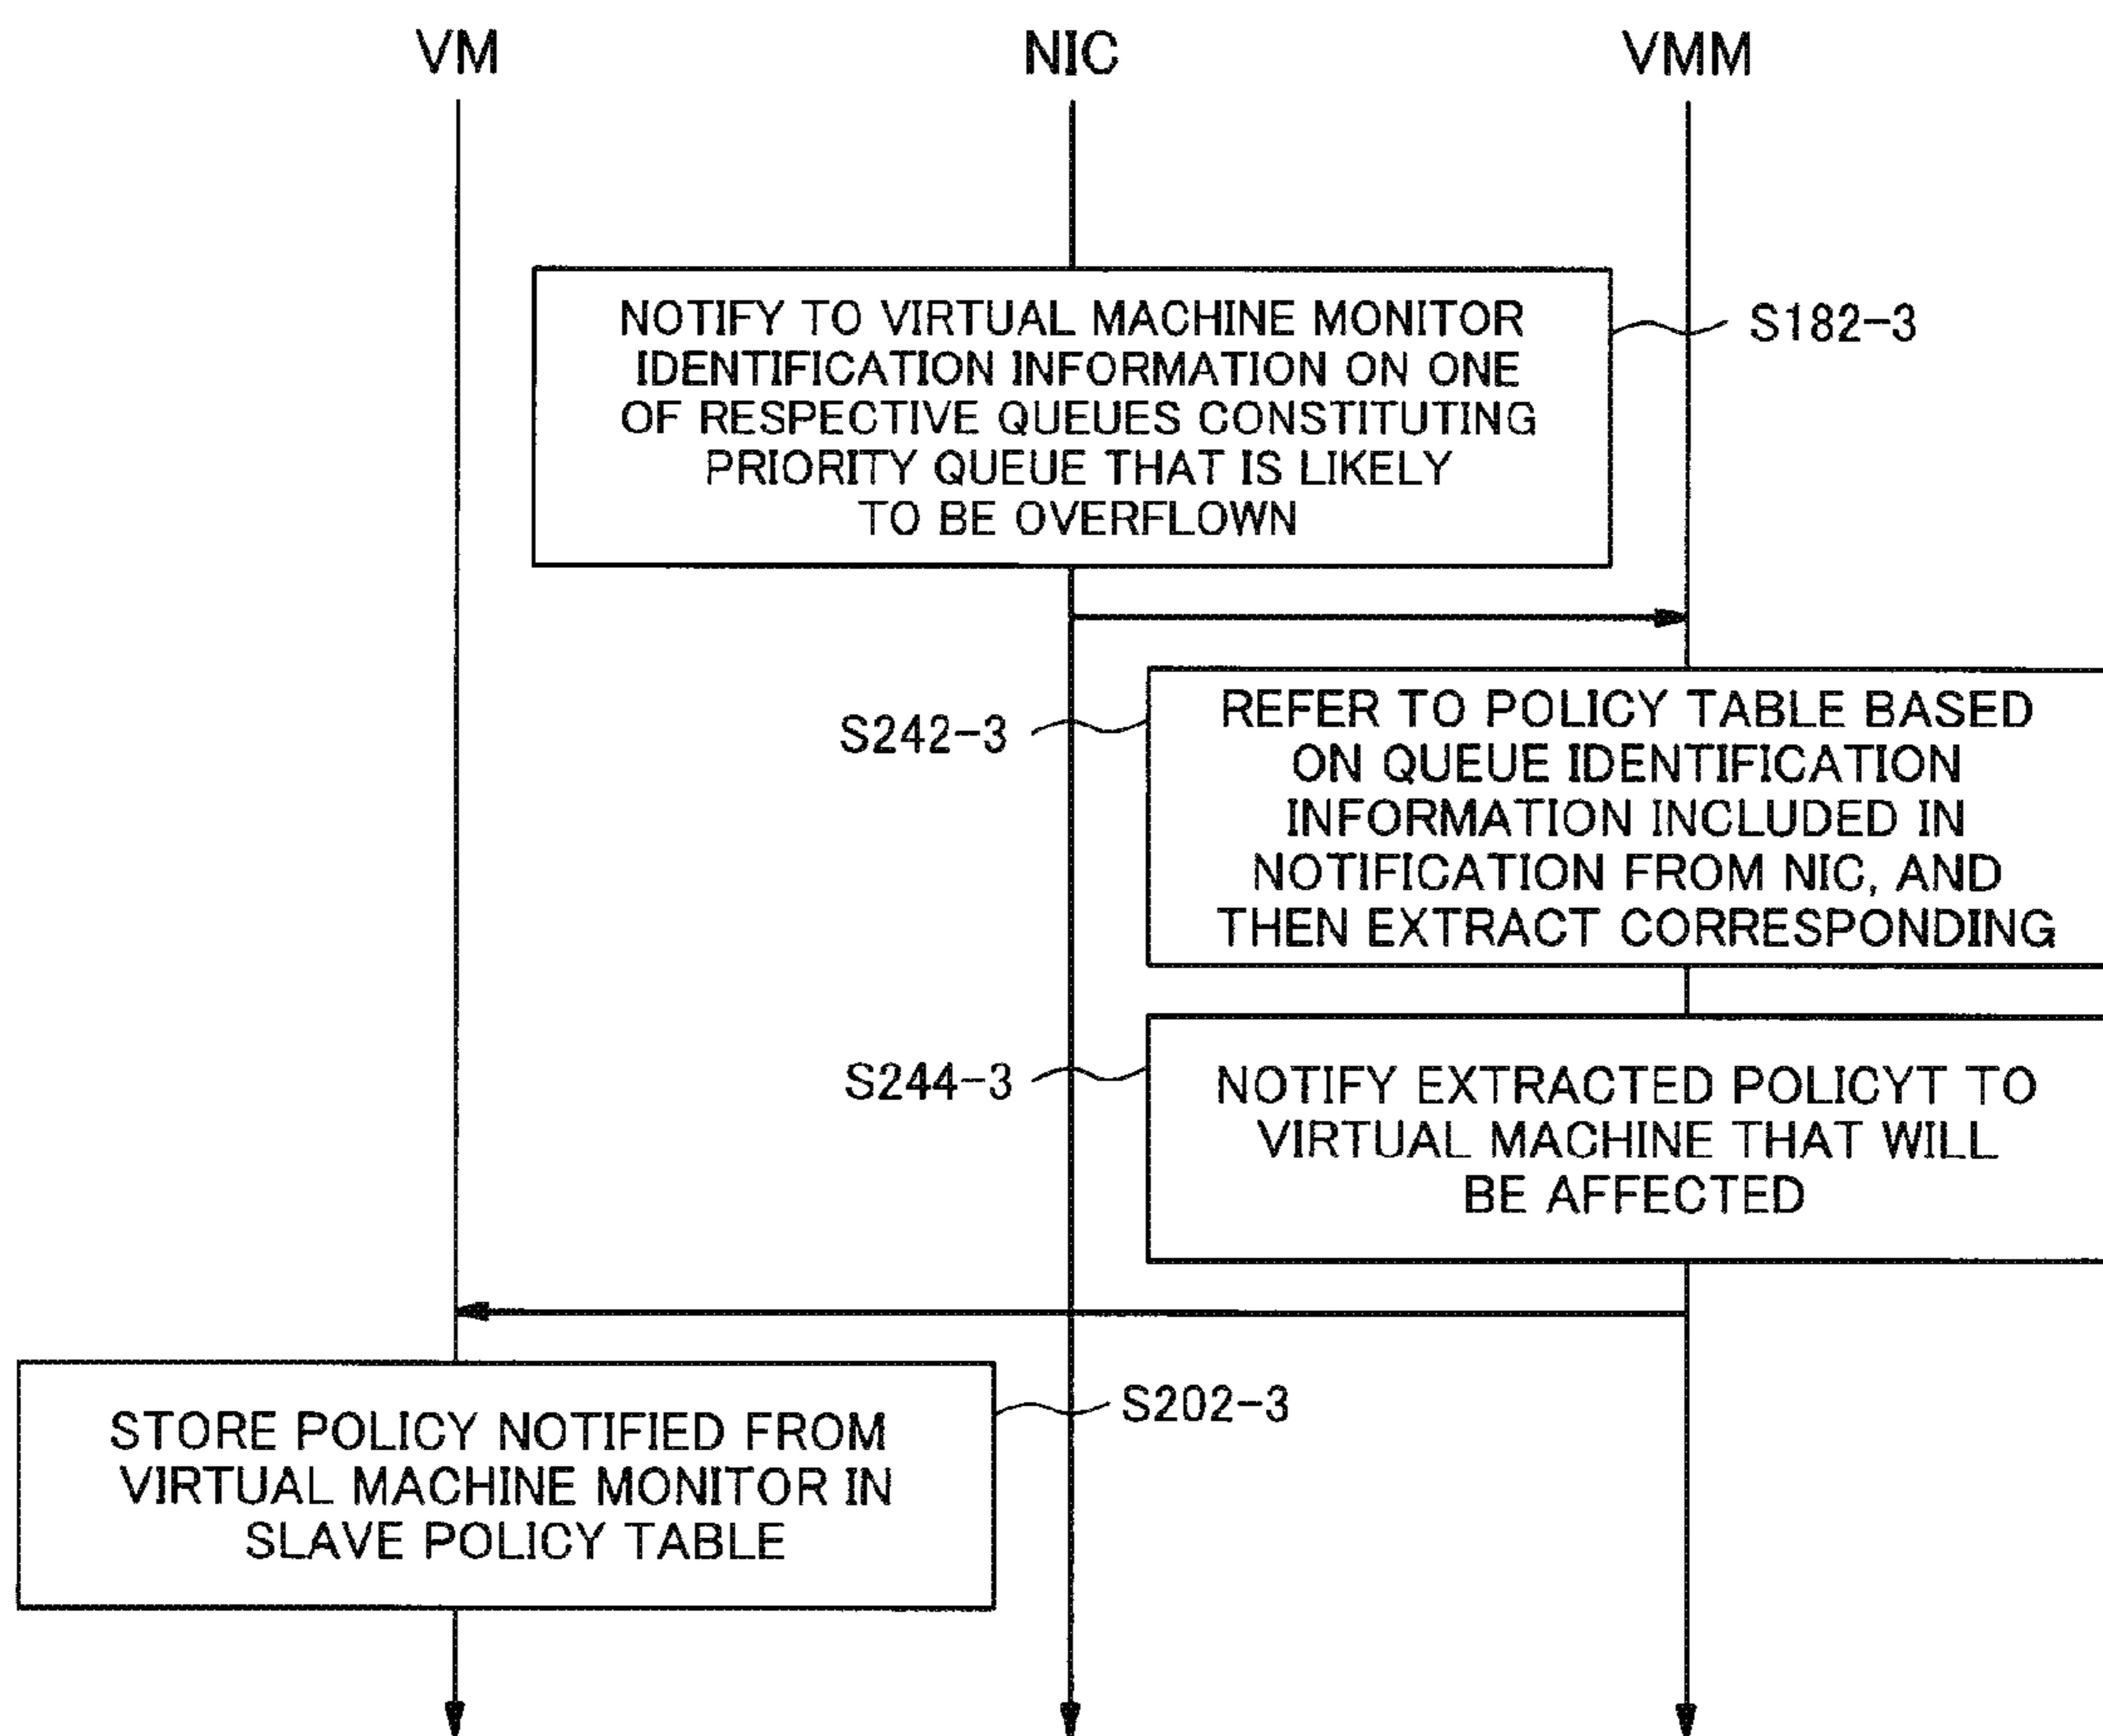 VM NIC VMM
NOTIFY TO VIRTUAL MACHINE MONITOR
IDENTIFICATION INFORMATION ON ONE
OF RESPECTIVE QUEUES CONSTITUTING
PRIORITY QUEUE THAT IS LIKELY
TO BE OVERFLOWN
S182-3
S242-3
REFER TO POLICY TABLE BASED
ON QUEUE IDENTIFICATION
INFORMATION INCLUDED IN
NOTIFICATION FROM NIC, AND
THEN EXTRACT CORRESPONDING
S244-3
NOTIFY EXTRACTED POLICYT TO
VIRTUAL MACHINE THAT WILL
BE AFFECTED
STORE POLICY NOTIFIED FROM
VIRTUAL MACHINE MONITOR IN
SLAVE POLICY TABLE
S202-3